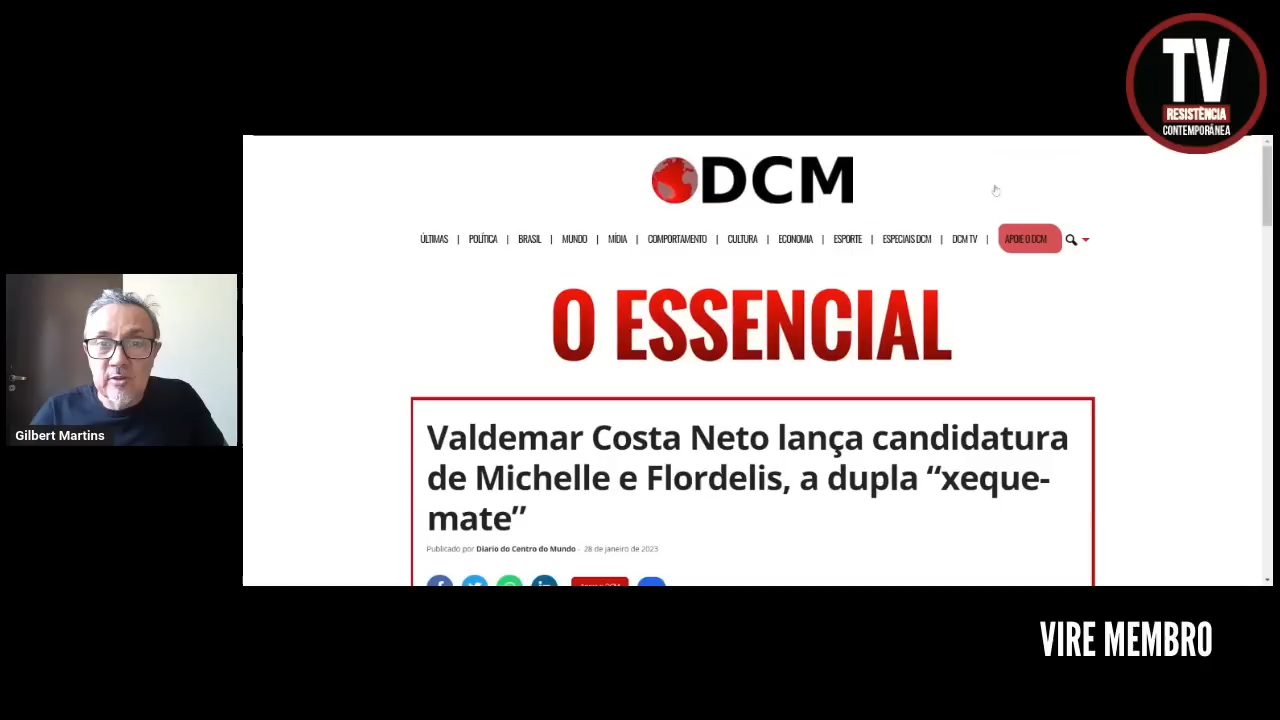 TV
RESISTÊNCIA
CONTEMPORÂNEA
DCM
ÚLTIMAS | POLÍTICA | BRASIL | MUNDO | MÍDIA | COMPORTAMENTO | CULTURA | ECONOMIA | ESPORTE | ESPECIAIS DCM | DCM TV | APOIE O DCM
O ESSENCIAL
Valdemar Costa Neto lança candidatura
de Michelle e Flordelis, a dupla “xeque-
mate”
Publicado por Diario do Centro do Mundo - 28 de janeiro de 2023
Gilbert Martins
VIRE MEMBRO